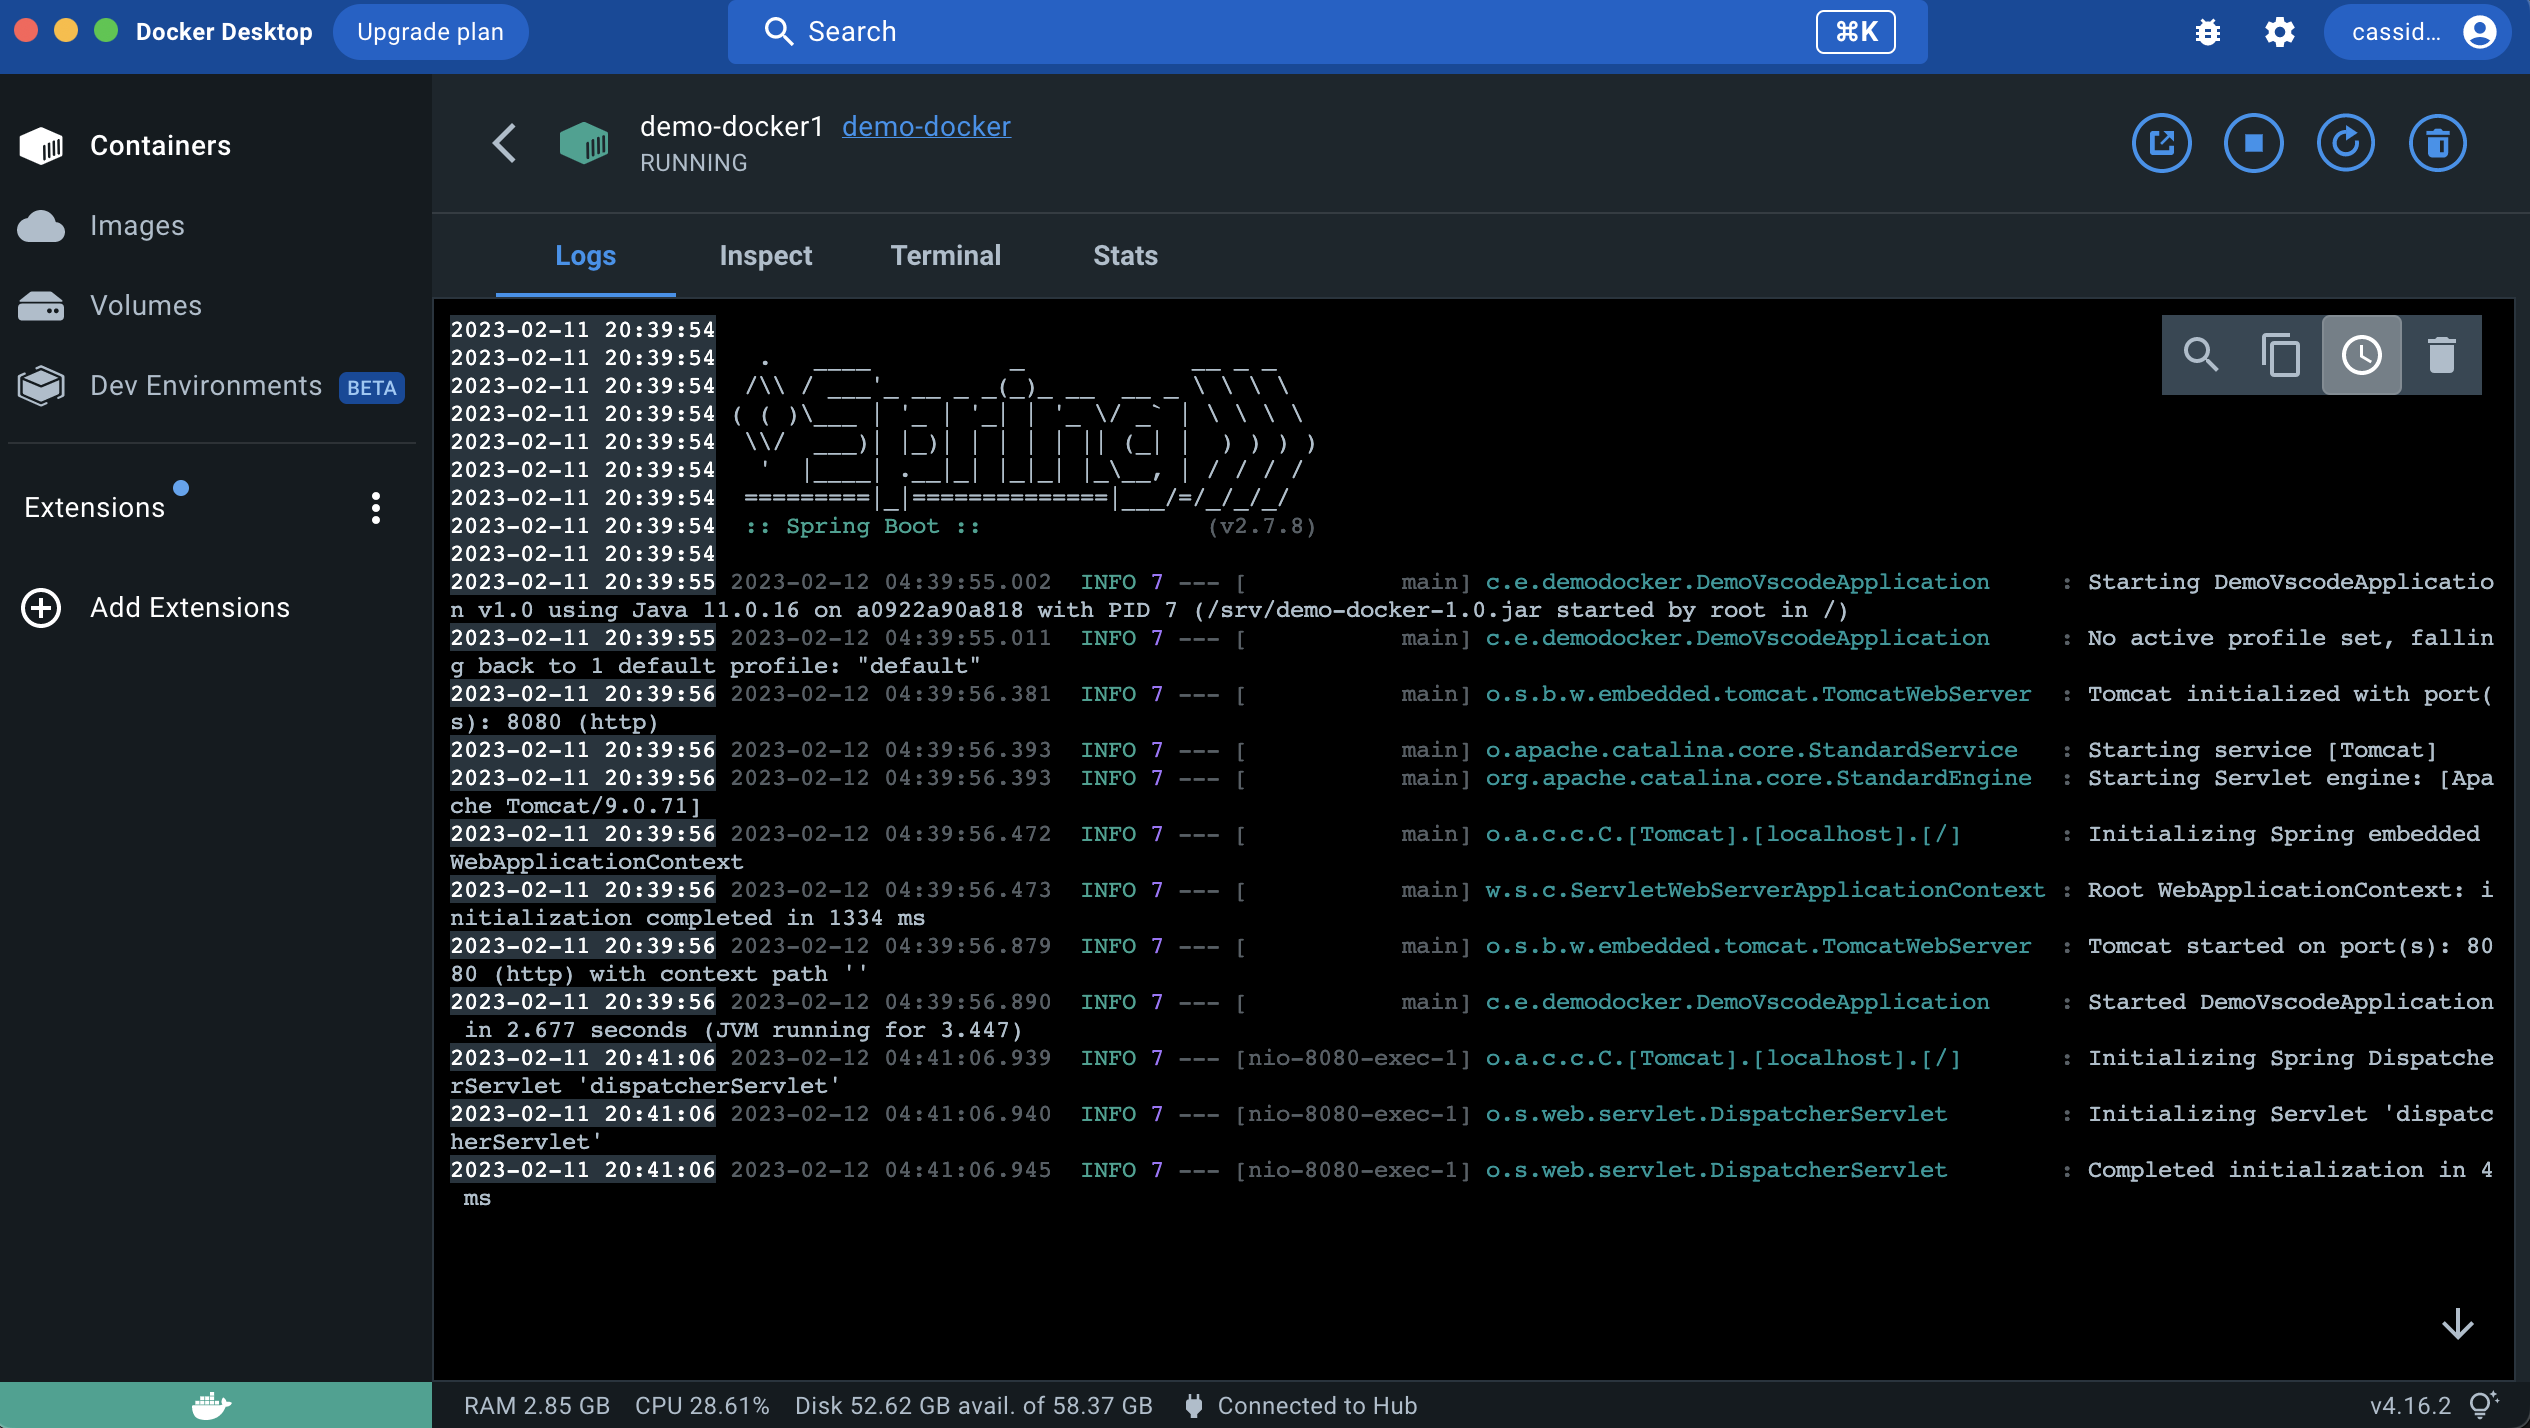 Docker Desktop Upgrade plan Search ⌘K cassid...
Containers
Images
Volumes
Dev Environments BETA
Extensions
Add Extensions
demo-docker1 demo-docker
RUNNING
Logs Inspect Terminal Stats
2023-02-11 20:39:54
2023-02-11 20:39:54   .   ____          _            __ _ _
2023-02-11 20:39:54  /\\ / ___'_ __ _ _(_)_ __  __ _ \ \ \ \
2023-02-11 20:39:54 ( ( )\___ | '_ | '_| | '_ \/ _` | \ \ \ \
2023-02-11 20:39:54  \\/  ___)| |_)| | | | | || (_| |  ) ) ) )
2023-02-11 20:39:54   '  |____| .__|_| |_|_| |_\__, | / / / /
2023-02-11 20:39:54  =========|_|==============|___/=/_/_/_/
2023-02-11 20:39:54  :: Spring Boot ::                (v2.7.8)
2023-02-11 20:39:54
2023-02-11 20:39:55 2023-02-12 04:39:55.002  INFO 7 --- [           main] c.e.demodocker.DemoVscodeApplication     : Starting DemoVscodeApplicatio
n v1.0 using Java 11.0.16 on a0922a90a818 with PID 7 (/srv/demo-docker-1.0.jar started by root in /)
2023-02-11 20:39:55 2023-02-12 04:39:55.011  INFO 7 --- [           main] c.e.demodocker.DemoVscodeApplication     : No active profile set, fallin
g back to 1 default profile: "default"
2023-02-11 20:39:56 2023-02-12 04:39:56.381  INFO 7 --- [           main] o.s.b.w.embedded.tomcat.TomcatWebServer  : Tomcat initialized with port(
s): 8080 (http)
2023-02-11 20:39:56 2023-02-12 04:39:56.393  INFO 7 --- [           main] o.apache.catalina.core.StandardService   : Starting service [Tomcat]
2023-02-11 20:39:56 2023-02-12 04:39:56.393  INFO 7 --- [           main] org.apache.catalina.core.StandardEngine  : Starting Servlet engine: [Apa
che Tomcat/9.0.71]
2023-02-11 20:39:56 2023-02-12 04:39:56.472  INFO 7 --- [           main] o.a.c.c.C.[Tomcat].[localhost].[/]       : Initializing Spring embedded
WebApplicationContext
2023-02-11 20:39:56 2023-02-12 04:39:56.473  INFO 7 --- [           main] w.s.c.ServletWebServerApplicationContext : Root WebApplicationContext: i
nitialization completed in 1334 ms
2023-02-11 20:39:56 2023-02-12 04:39:56.879  INFO 7 --- [           main] o.s.b.w.embedded.tomcat.TomcatWebServer  : Tomcat started on port(s): 80
80 (http) with context path ''
2023-02-11 20:39:56 2023-02-12 04:39:56.890  INFO 7 --- [           main] c.e.demodocker.DemoVscodeApplication     : Started DemoVscodeApplication
 in 2.677 seconds (JVM running for 3.447)
2023-02-11 20:41:06 2023-02-12 04:41:06.939  INFO 7 --- [nio-8080-exec-1] o.a.c.c.C.[Tomcat].[localhost].[/]       : Initializing Spring Dispatche
rServlet 'dispatcherServlet'
2023-02-11 20:41:06 2023-02-12 04:41:06.940  INFO 7 --- [nio-8080-exec-1] o.s.web.servlet.DispatcherServlet        : Initializing Servlet 'dispatc
herServlet'
2023-02-11 20:41:06 2023-02-12 04:41:06.945  INFO 7 --- [nio-8080-exec-1] o.s.web.servlet.DispatcherServlet        : Completed initialization in 4
 ms
RAM 2.85 GB CPU 28.61% Disk 52.62 GB avail. of 58.37 GB Connected to Hub v4.16.2